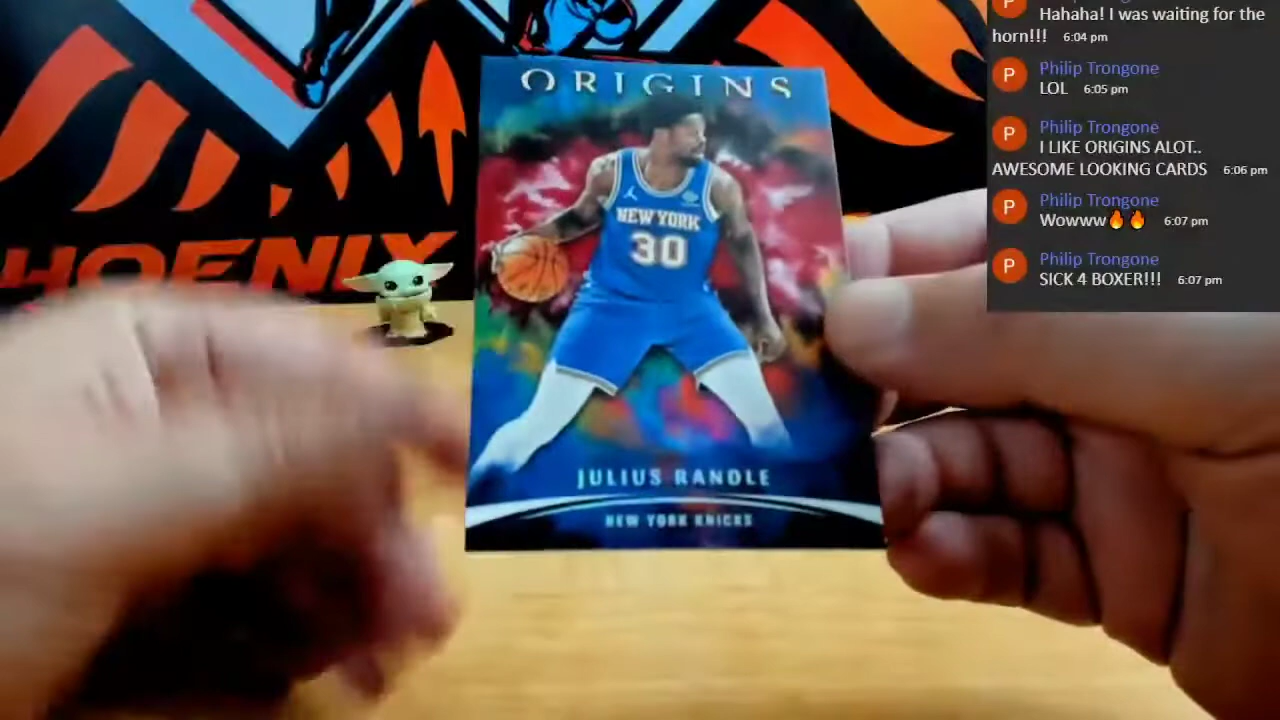 ORIGINS
NEW YORK
30
JULIUS RANDLE
NEW YORK KNICKS
HOENIX
Hahaha! I was waiting for the
horn!!! 6:04 pm
P Philip Trongone
LOL 6:05 pm
P Philip Trongone
I LIKE ORIGINS ALOT..
AWESOME LOOKING CARDS 6:06 pm
P Philip Trongone
Wowww🔥🔥 6:07 pm
P Philip Trongone
SICK 4 BOXER!!! 6:07 pm